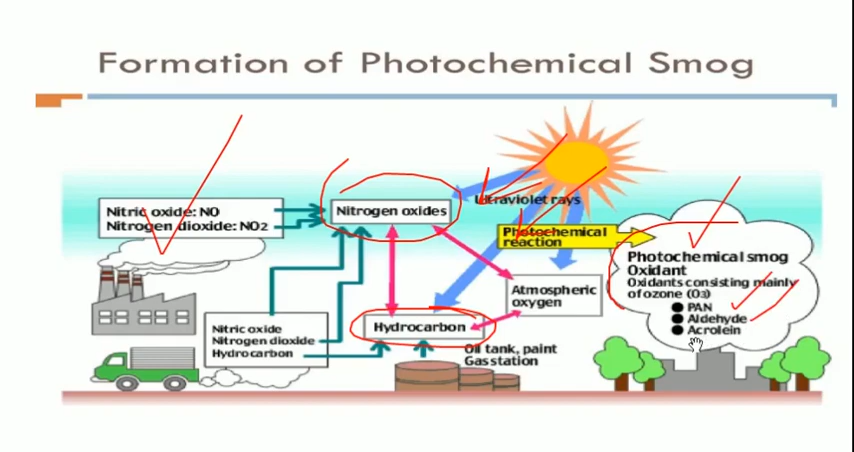 Formation of Photochemical Smog
Nitric oxide: NO
Nitrogen dioxide: NO2
Nitrogen oxides
Ultraviolet rays
Photochemical
reaction
Photochemical smog
Oxidant
Oxidants consisting mainly
of ozone (O3)
● PAN
● Aldehyde
● Acrolein
Atmospheric
oxygen
Nitric oxide
Nitrogen dioxide
Hydrocarbon
Hydrocarbon
Oil tank, paint
Gas station